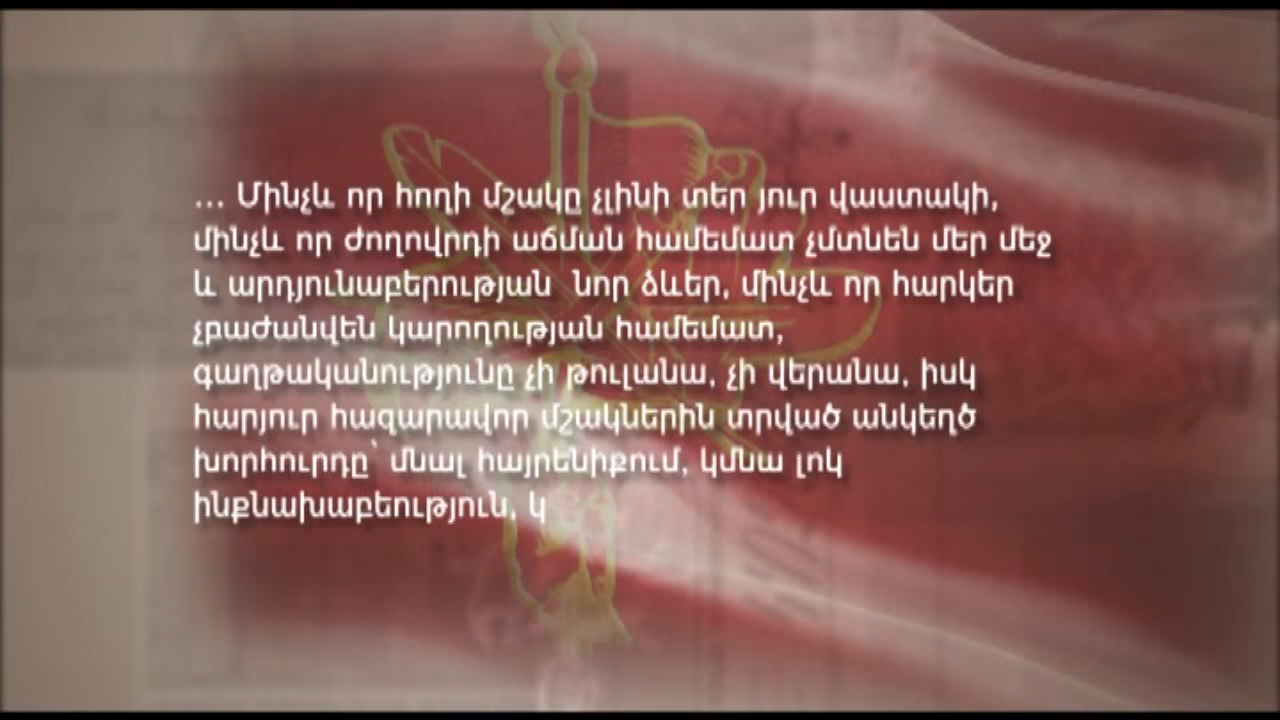 ... Մինչև որ հողի մշակը չլինի տեր յուր վաստակի,
մինչև որ ժողովրդի աճման համեմատ չմտնեն մեր մեջ
և արդյունաբերության նոր ձևեր, մինչև որ հարկեր
չբաժանվեն կարողության համեմատ,
գաղթականությունը չի թուլանա, չի վերանա, իսկ
հարյուր հազարավոր մշակներին տրված անկեղծ
խորհուրդը՝ մնալ հայրենիքում, կմնա լոկ
ինքնախաբեություն, կ